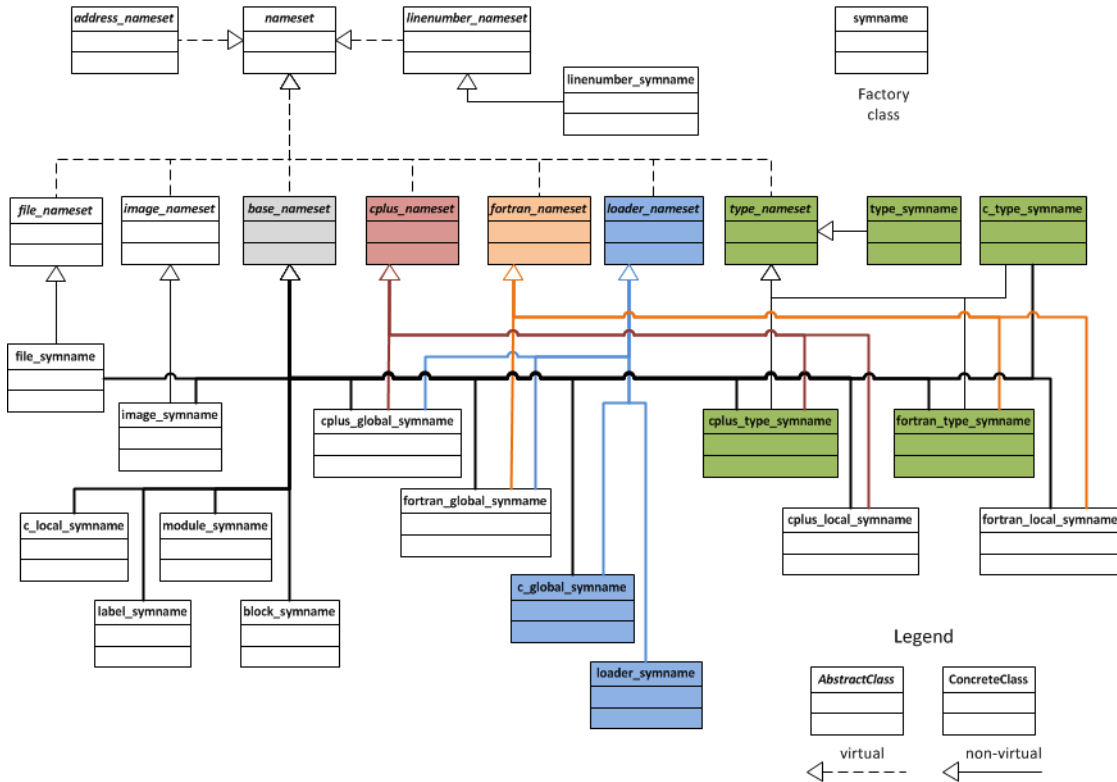 address_nameset
nameset
linenumber_nameset
symname
linenumber_symname
Factory
class
file_nameset
image_nameset
base_nameset
cplus_nameset
fortran_nameset
loader_nameset
type_nameset
type_symname
c_type_symname
file_symname
image_symname
cplus_global_symname
cplus_type_symname
fortran_type_symname
fortran_global_synname
c_local_symname
module_symname
cplus_local_symname
fortran_local_symname
c_global_symname
label_symname
block_symname
Legend
loader_symname
AbstractClass
ConcreteClass
virtual
non-virtual